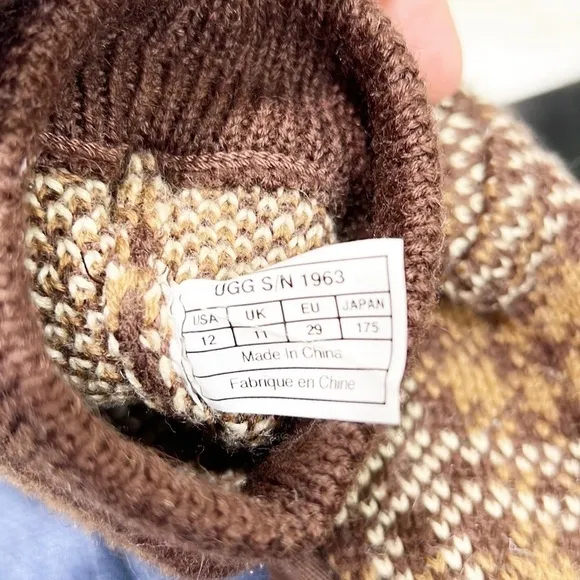 UGG S/N 1963
USA UK EU JAPAN
12 11 29 175
Made In China
Fabrique en Chine